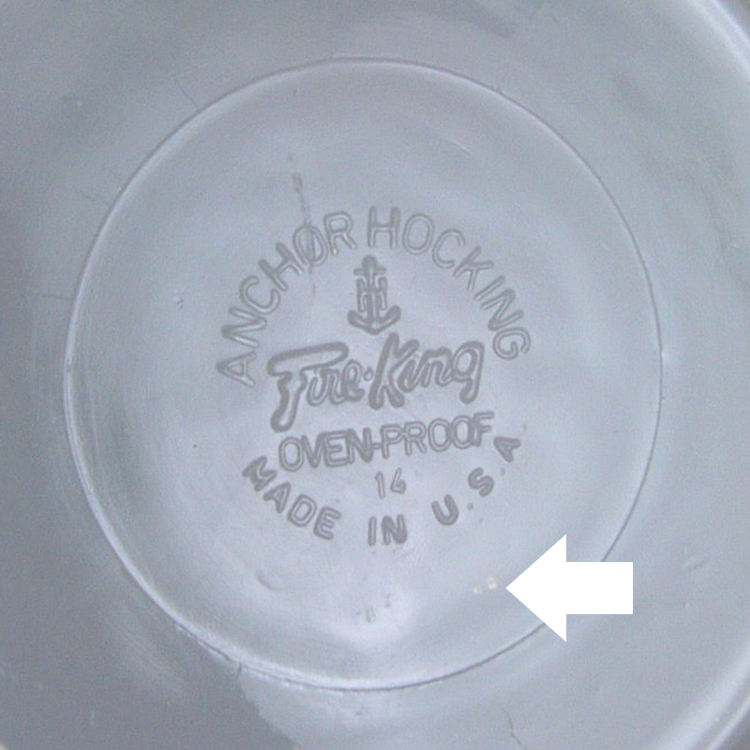 ANCHOR HOCKING
Fire-King
OVEN-PROOF
14
MADE IN U.S.A.